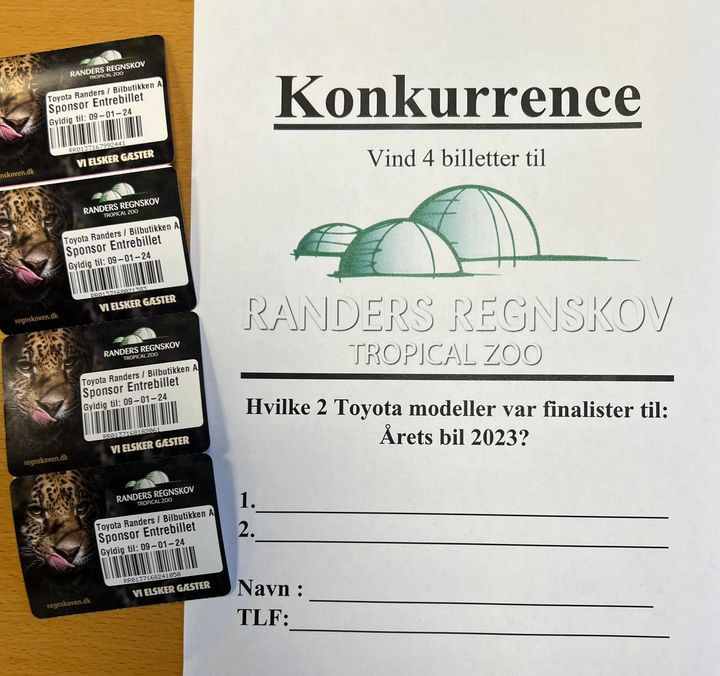 RANDERS REGNSKOV
TROPICAL ZOO
Toyota Randers / Bilbutikken A
Sponsor Entrebillet
Gyldig til: 09-01-24
RR0137167992441
VI ELSKER GÆSTER
regnskoven.dk
RANDERS REGNSKOV
TROPICAL ZOO
Toyota Randers / Bilbutikken A
Sponsor Entrebillet
Gyldig til: 09-01-24
VI ELSKER GÆSTER
regnskoven.dk
RANDERS REGNSKOV
TROPICAL ZOO
Toyota Randers / Bilbutikken A
Sponsor Entrebillet
Gyldig til: 09-01-24
RR0137168182061
VI ELSKER GÆSTER
regnskoven.dk
RANDERS REGNSKOV
TROPICAL ZOO
Toyota Randers / Bilbutikken A
Sponsor Entrebillet
Gyldig til: 09-01-24
RR0137168241050
VI ELSKER GÆSTER
regnskoven.dk
Konkurrence
Vind 4 billetter til
RANDERS REGNSKOV
TROPICAL ZOO
Hvilke 2 Toyota modeller var finalister til:
Årets bil 2023?
1.
2.
Navn :
TLF: